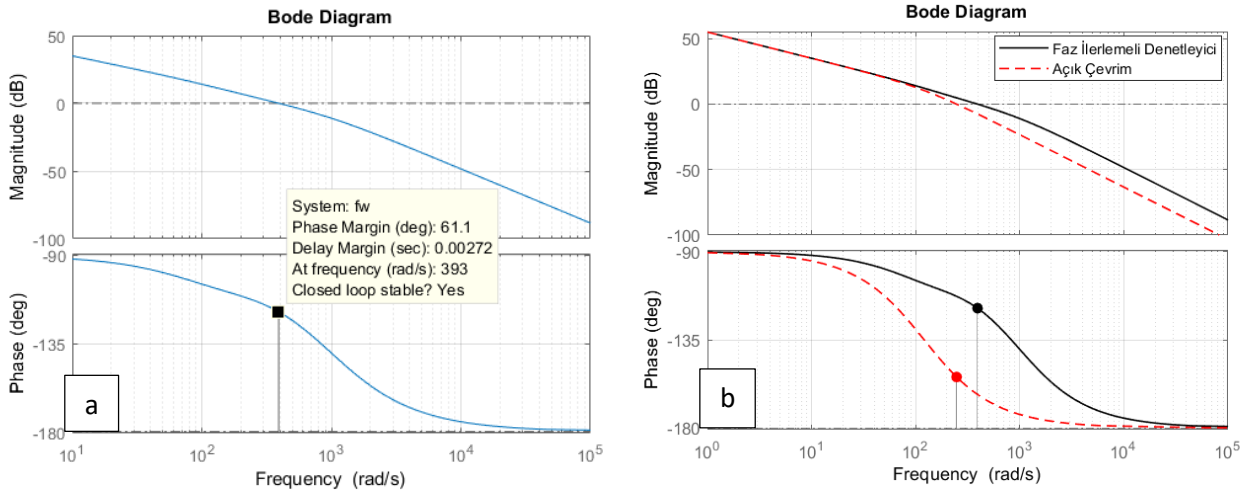 Bode Diagram
50
0
-50
-100
Magnitude (dB)
System: fw
Phase Margin (deg): 61.1
Delay Margin (sec): 0.00272
At frequency (rad/s): 393
Closed loop stable? Yes
-90
-135
-180
Phase (deg)
a
10^1
10^2
10^3
10^4
10^5
Frequency (rad/s)
Bode Diagram
50
0
-50
-100
Magnitude (dB)
Faz İlerlemeli Denetleyici
Açık Çevrim
-90
-135
-180
Phase (deg)
b
10^0
10^1
10^2
10^3
10^4
10^5
Frequency (rad/s)